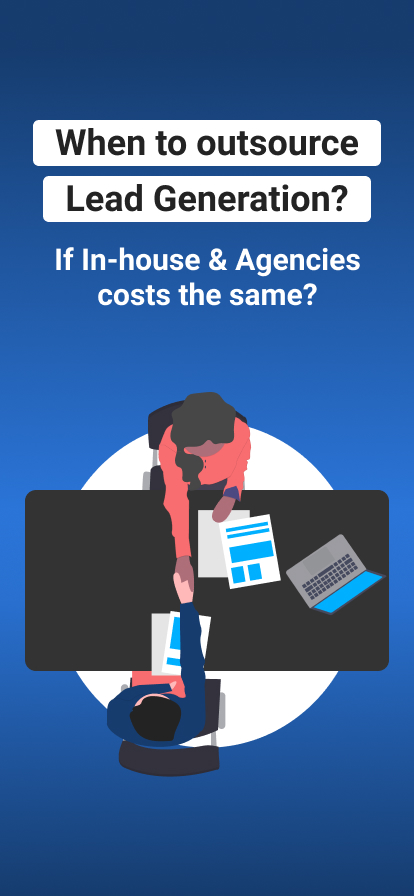 When to outsource
Lead Generation?
If In-house & Agencies
costs the same?